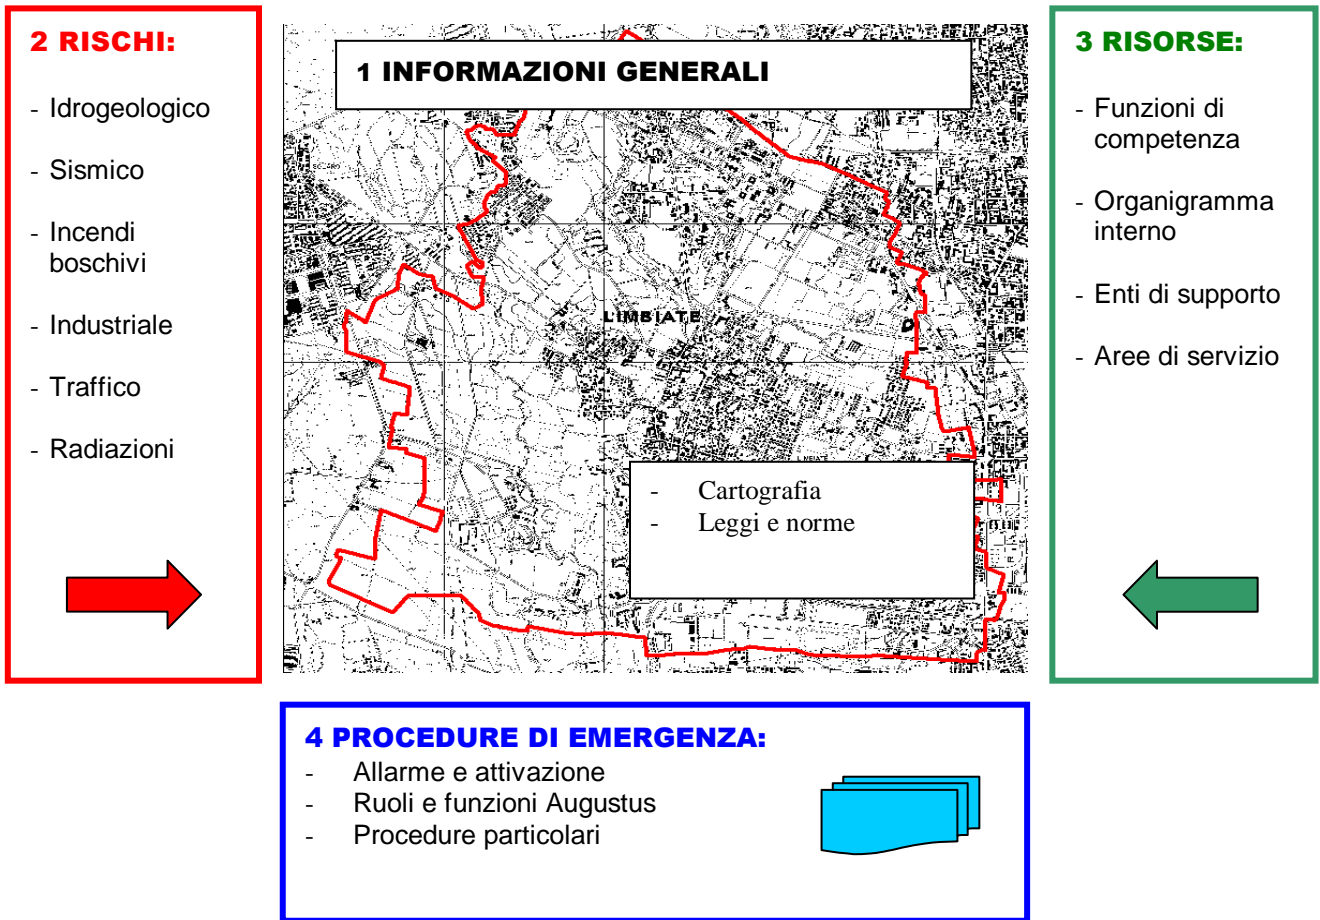 2 RISCHI:
- Idrogeologico
- Sismico
- Incendi
boschivi
- Industriale
- Traffico
- Radiazioni
1 INFORMAZIONI GENERALI
LIMBIATE
- Cartografia
- Leggi e norme
3 RISORSE:
- Funzioni di
competenza
- Organigramma
interno
- Enti di supporto
- Aree di servizio
4 PROCEDURE DI EMERGENZA:
- Allarme e attivazione
- Ruoli e funzioni Augustus
- Procedure particolari